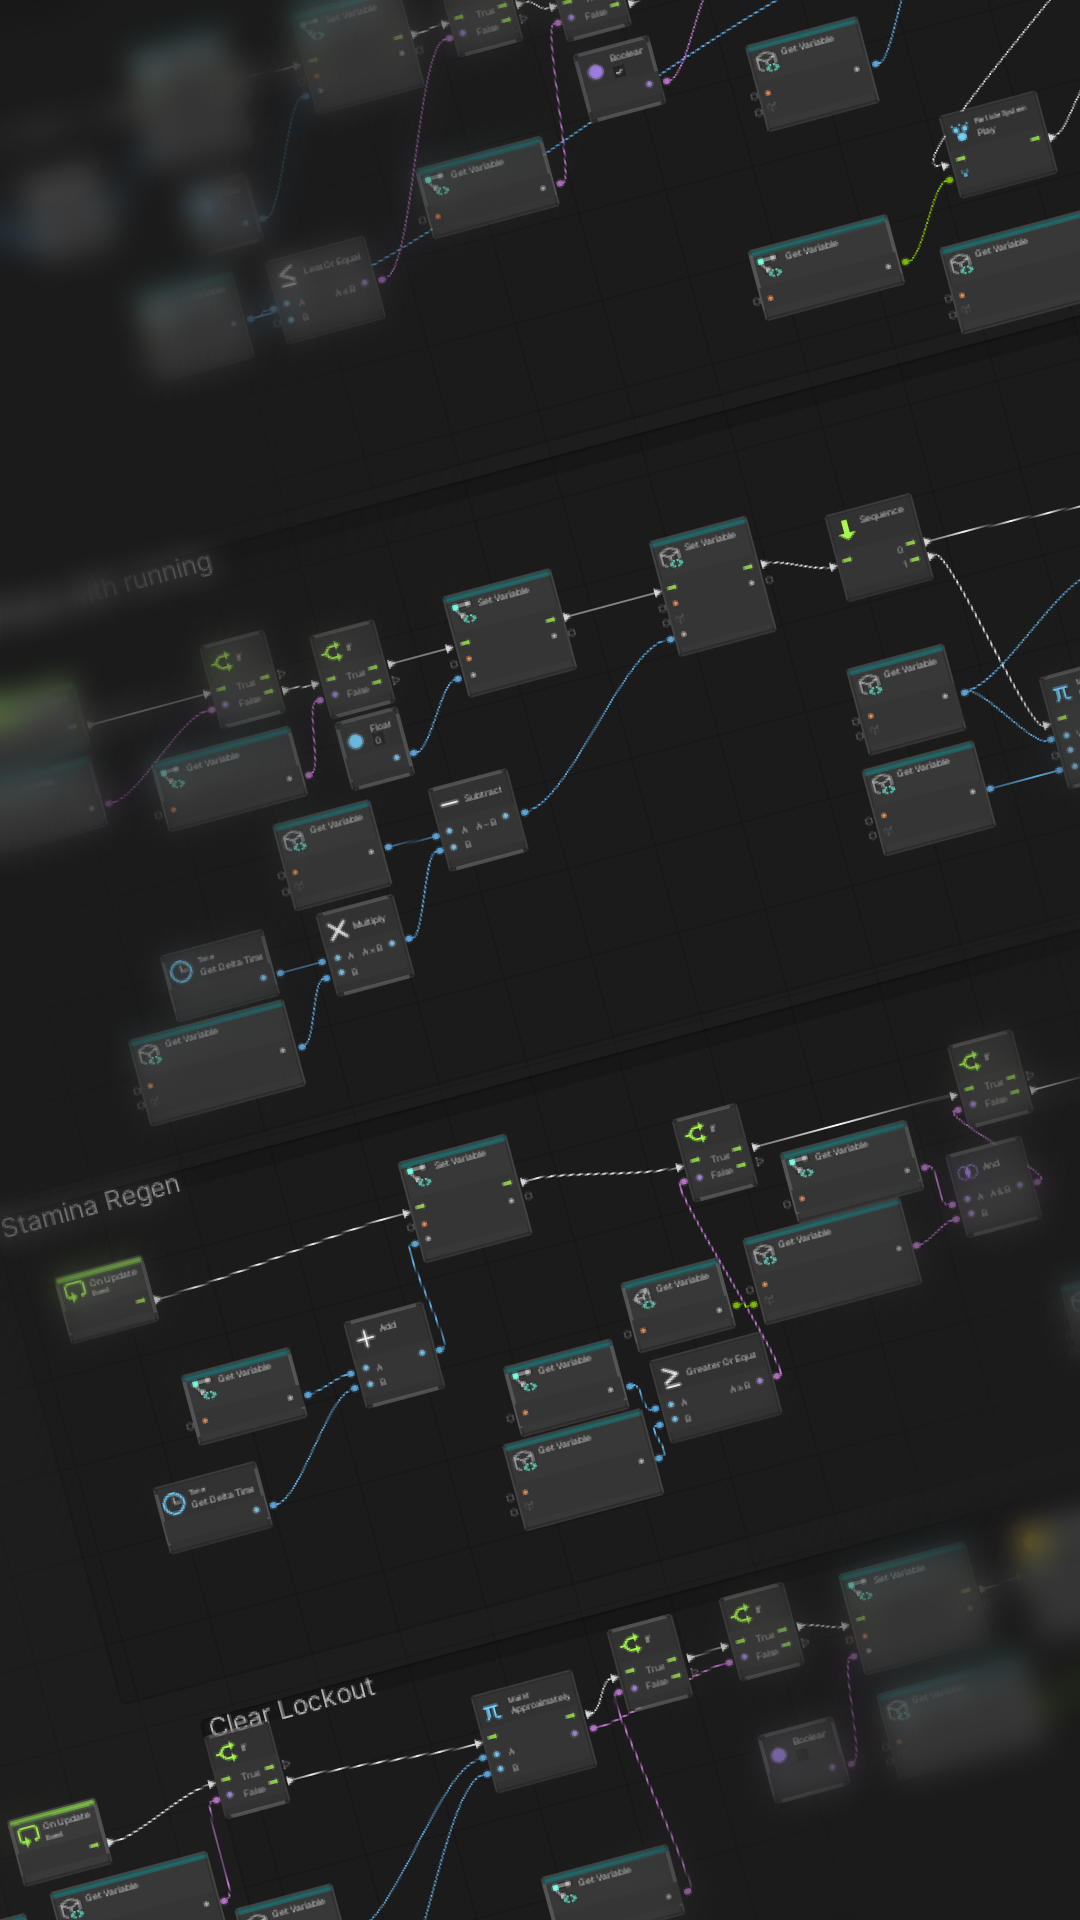 Set Variable
True
False
False
Boolean
Get Variable
Particle System
Play
Get Variable
Less Or Equal
A
A ≤ B
B
Get Variable
Get Variable
with running
Sequence
0
1
Set Variable
Set Variable
If
True
False
If
True
False
Float
0
Get Variable
Get Variable
Get Variable
Subtract
A
A − B
B
Get Variable
Multiply
A
A × B
B
Time
Get Delta Time
Get Variable
If
True
False
Stamina Regen
Set Variable
If
True
False
Get Variable
And
A
A & B
B
Get Variable
On Update
Event
Get Variable
Add
A
B
Get Variable
Greater Or Equal
A
A ≥ B
B
Get Variable
Get Variable
Time
Get Delta Time
Set Variable
If
True
False
If
True
False
Clear Lockout
Approximately
A
B
Get Variable
Boolean
If
True
False
On Update
Event
Get Variable
Get Variable
Get Variable